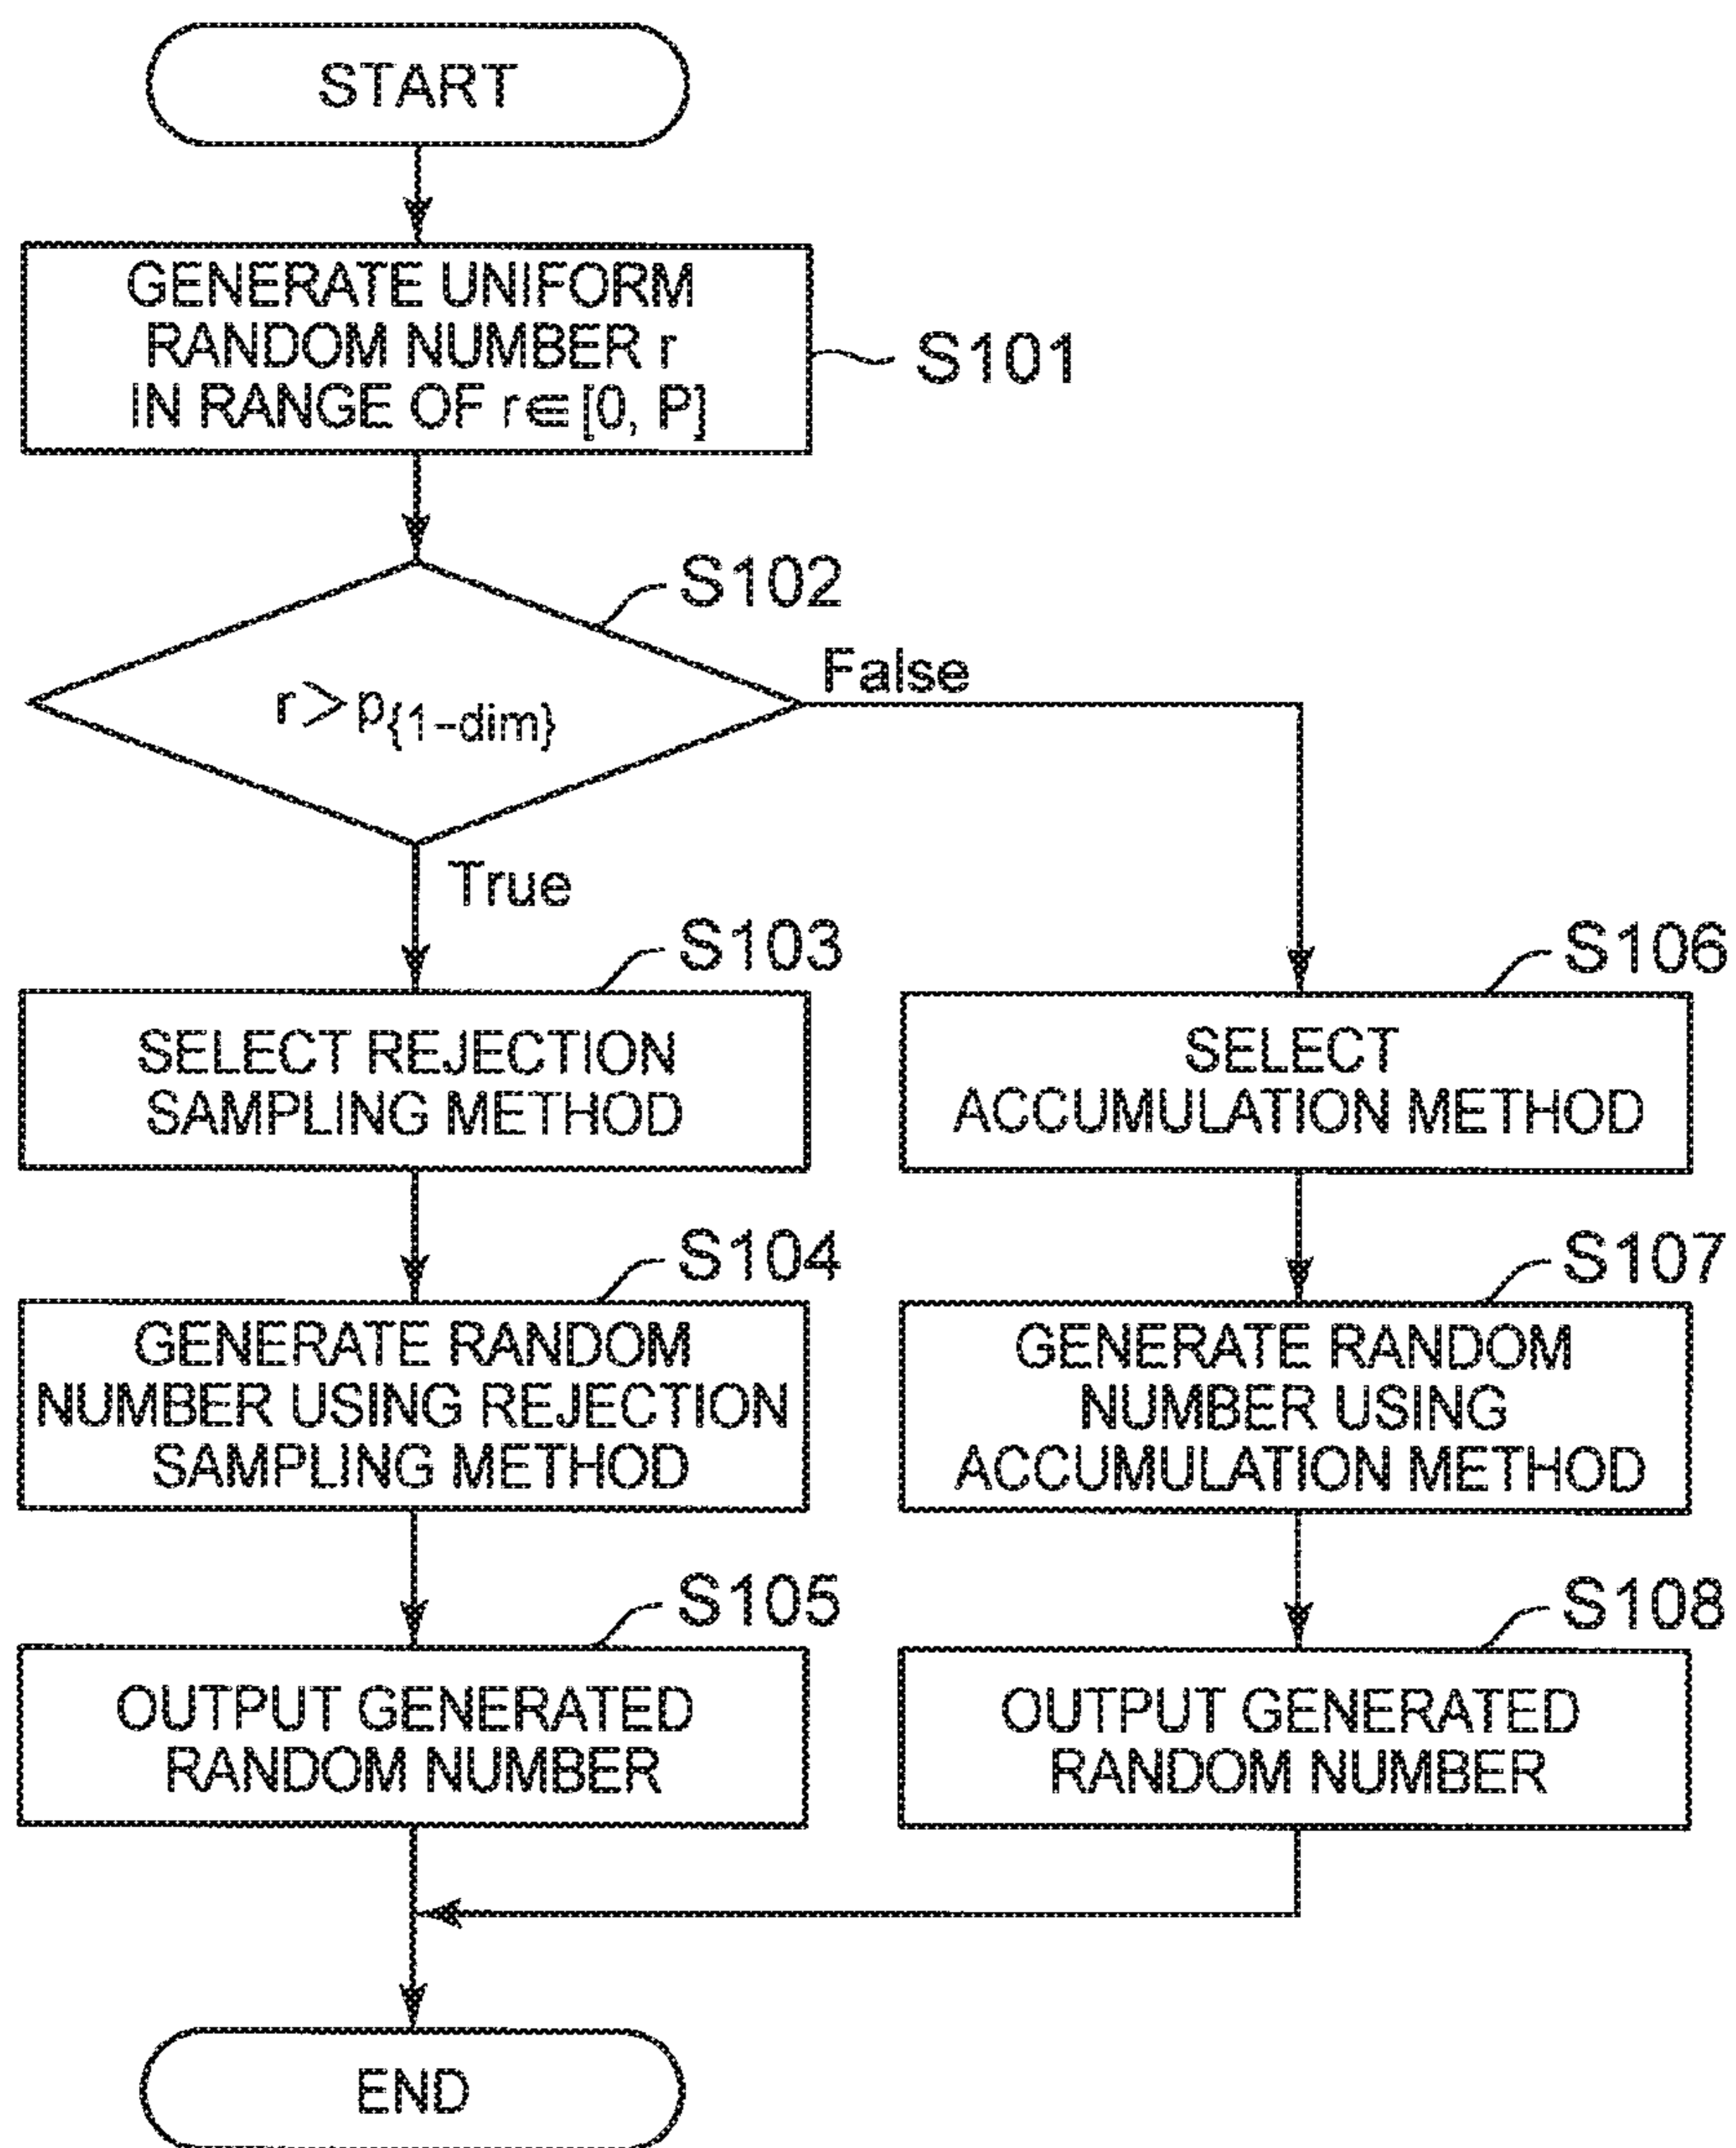 START
GENERATE UNIFORM
RANDOM NUMBER r
IN RANGE OF r∈[0, P]
S101
S102
r>p{1-dim}
False
True
S103
SELECT REJECTION
SAMPLING METHOD
S106
SELECT
ACCUMULATION METHOD
S104
GENERATE RANDOM
NUMBER USING REJECTION
SAMPLING METHOD
S107
GENERATE RANDOM
NUMBER USING
ACCUMULATION METHOD
S105
OUTPUT GENERATED
RANDOM NUMBER
S108
OUTPUT GENERATED
RANDOM NUMBER
END